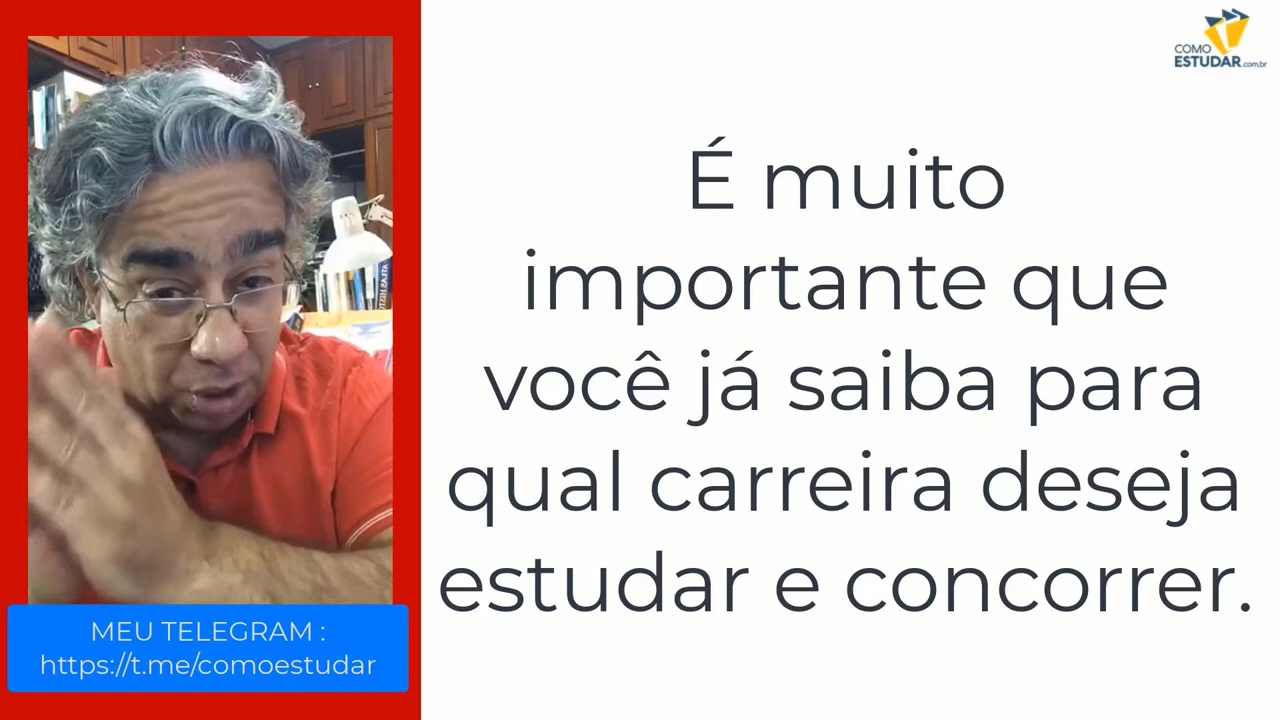 COMO
ESTUDAR.com.br
É muito
importante que
você já saiba para
qual carreira deseja
estudar e concorrer.
MEU TELEGRAM :
https://t.me/comoestudar